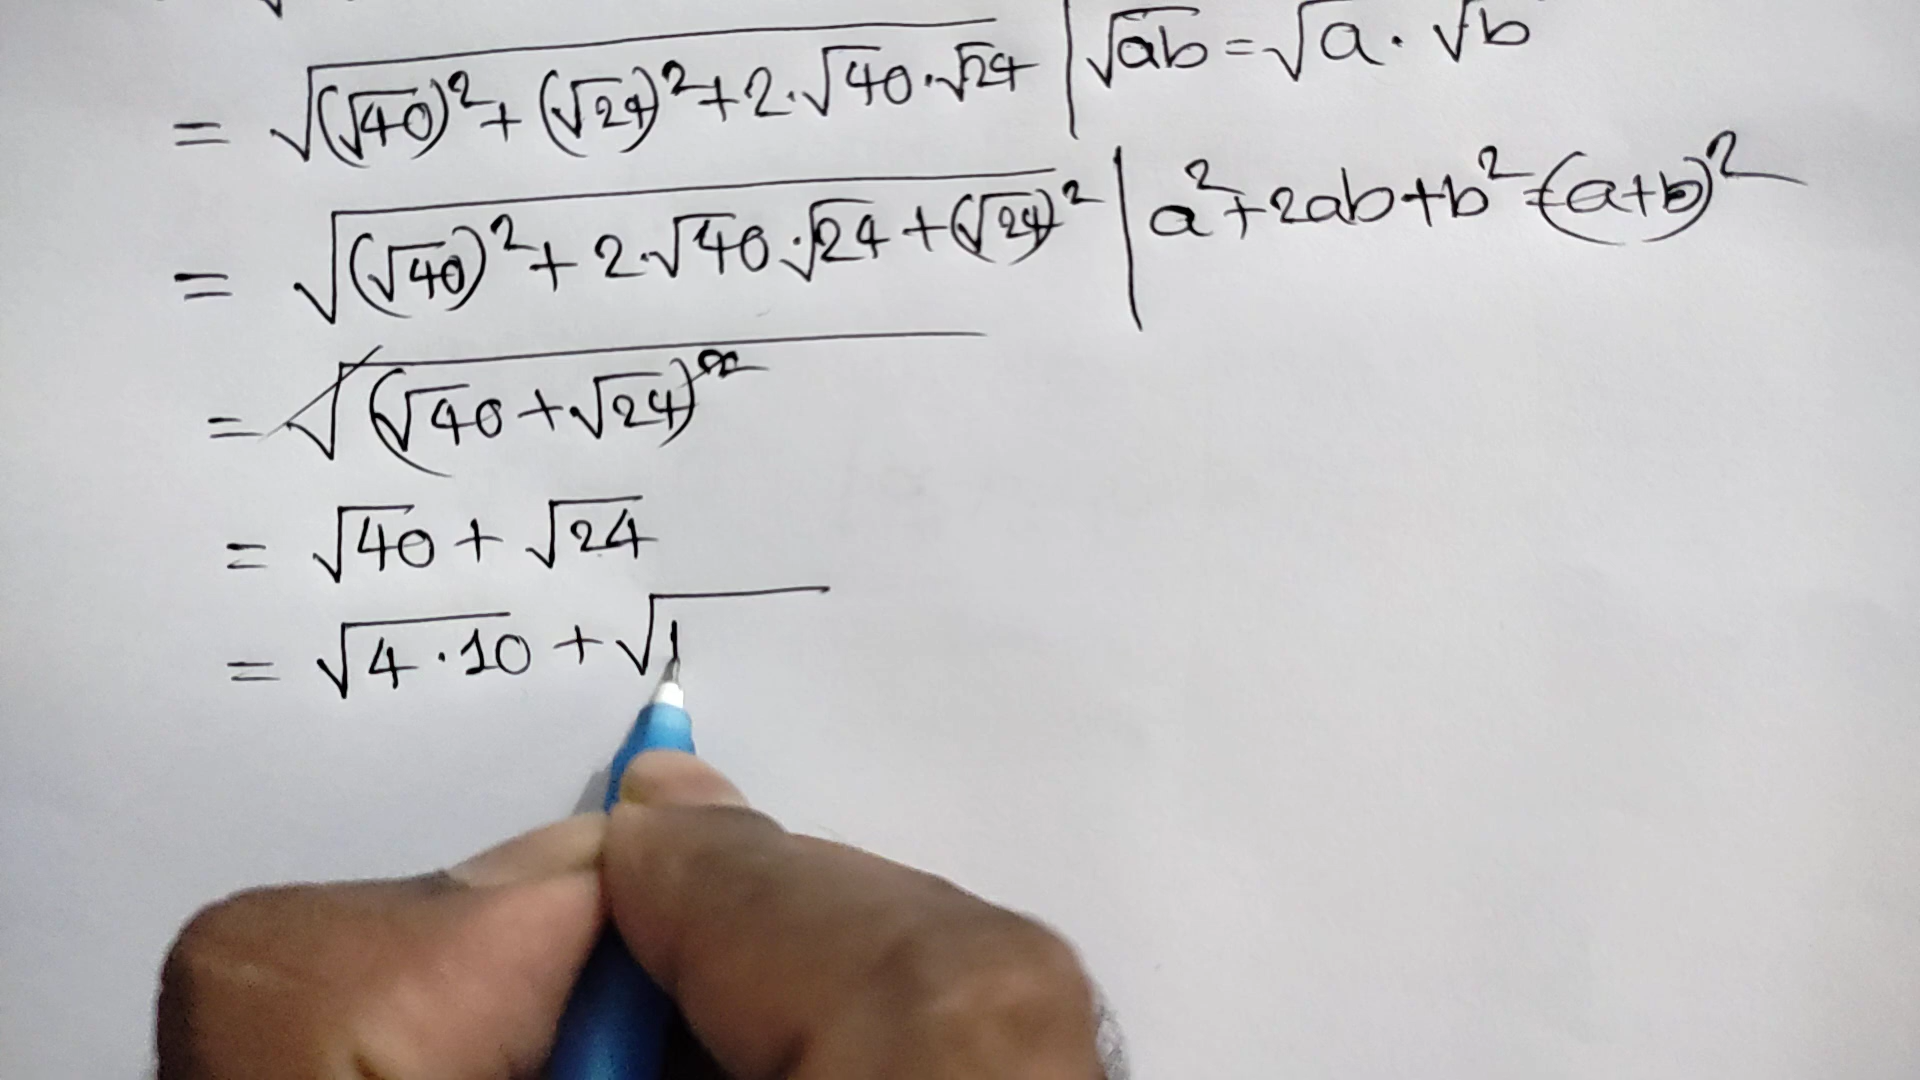 = √((√40)² + (√24)² + 2·√40·√24) | √ab = √a · √b
= √((√40)² + 2·√40·√24 + (√24)²) | a² + 2ab + b² = (a+b)²
= √((√40 + √24)²)
= √40 + √24
= √(4·10) + √